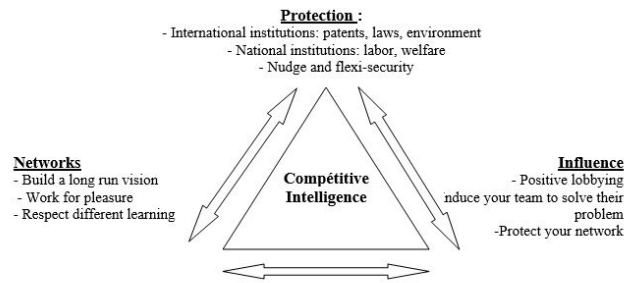 Protection :
- International institutions: patents, laws, environment
- National institutions: labor, welfare
- Nudge and flexi-security
Networks
- Build a long run vision
- Work for pleasure
- Respect different learning
Compétitive
Intelligence
Influence
- Positive lobbying
nduce your team to solve their
problem
-Protect your network